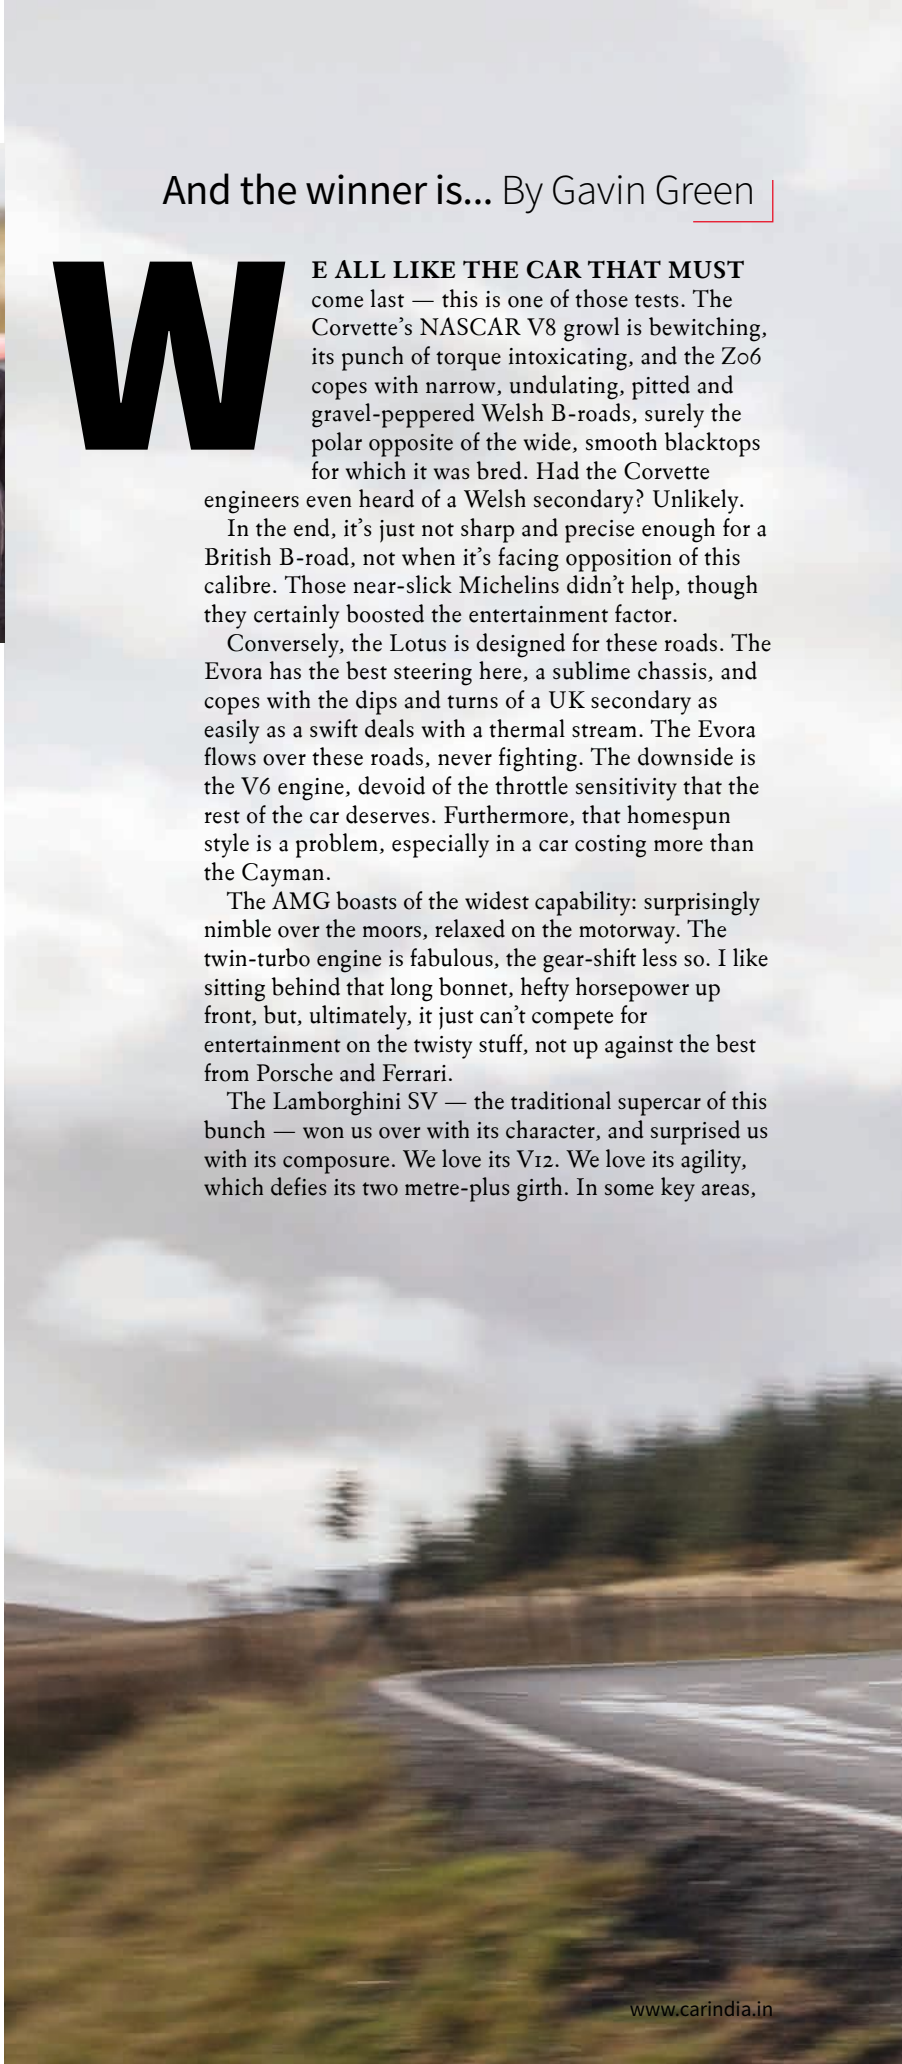 And the winner is... By Gavin Green
WE ALL LIKE THE CAR THAT MUST
come last — this is one of those tests. The
Corvette’s NASCAR V8 growl is bewitching,
its punch of torque intoxicating, and the Z06
copes with narrow, undulating, pitted and
gravel-peppered Welsh B-roads, surely the
polar opposite of the wide, smooth blacktops
for which it was bred. Had the Corvette
engineers even heard of a Welsh secondary? Unlikely.
In the end, it’s just not sharp and precise enough for a
British B-road, not when it’s facing opposition of this
calibre. Those near-slick Michelins didn’t help, though
they certainly boosted the entertainment factor.
Conversely, the Lotus is designed for these roads. The
Evora has the best steering here, a sublime chassis, and
copes with the dips and turns of a UK secondary as
easily as a swift deals with a thermal stream. The Evora
flows over these roads, never fighting. The downside is
the V6 engine, devoid of the throttle sensitivity that the
rest of the car deserves. Furthermore, that homespun
style is a problem, especially in a car costing more than
the Cayman.
The AMG boasts of the widest capability: surprisingly
nimble over the moors, relaxed on the motorway. The
twin-turbo engine is fabulous, the gear-shift less so. I like
sitting behind that long bonnet, hefty horsepower up
front, but, ultimately, it just can’t compete for
entertainment on the twisty stuff, not up against the best
from Porsche and Ferrari.
The Lamborghini SV — the traditional supercar of this
bunch — won us over with its character, and surprised us
with its composure. We love its V12. We love its agility,
which defies its two metre-plus girth. In some key areas,
www.carindia.in